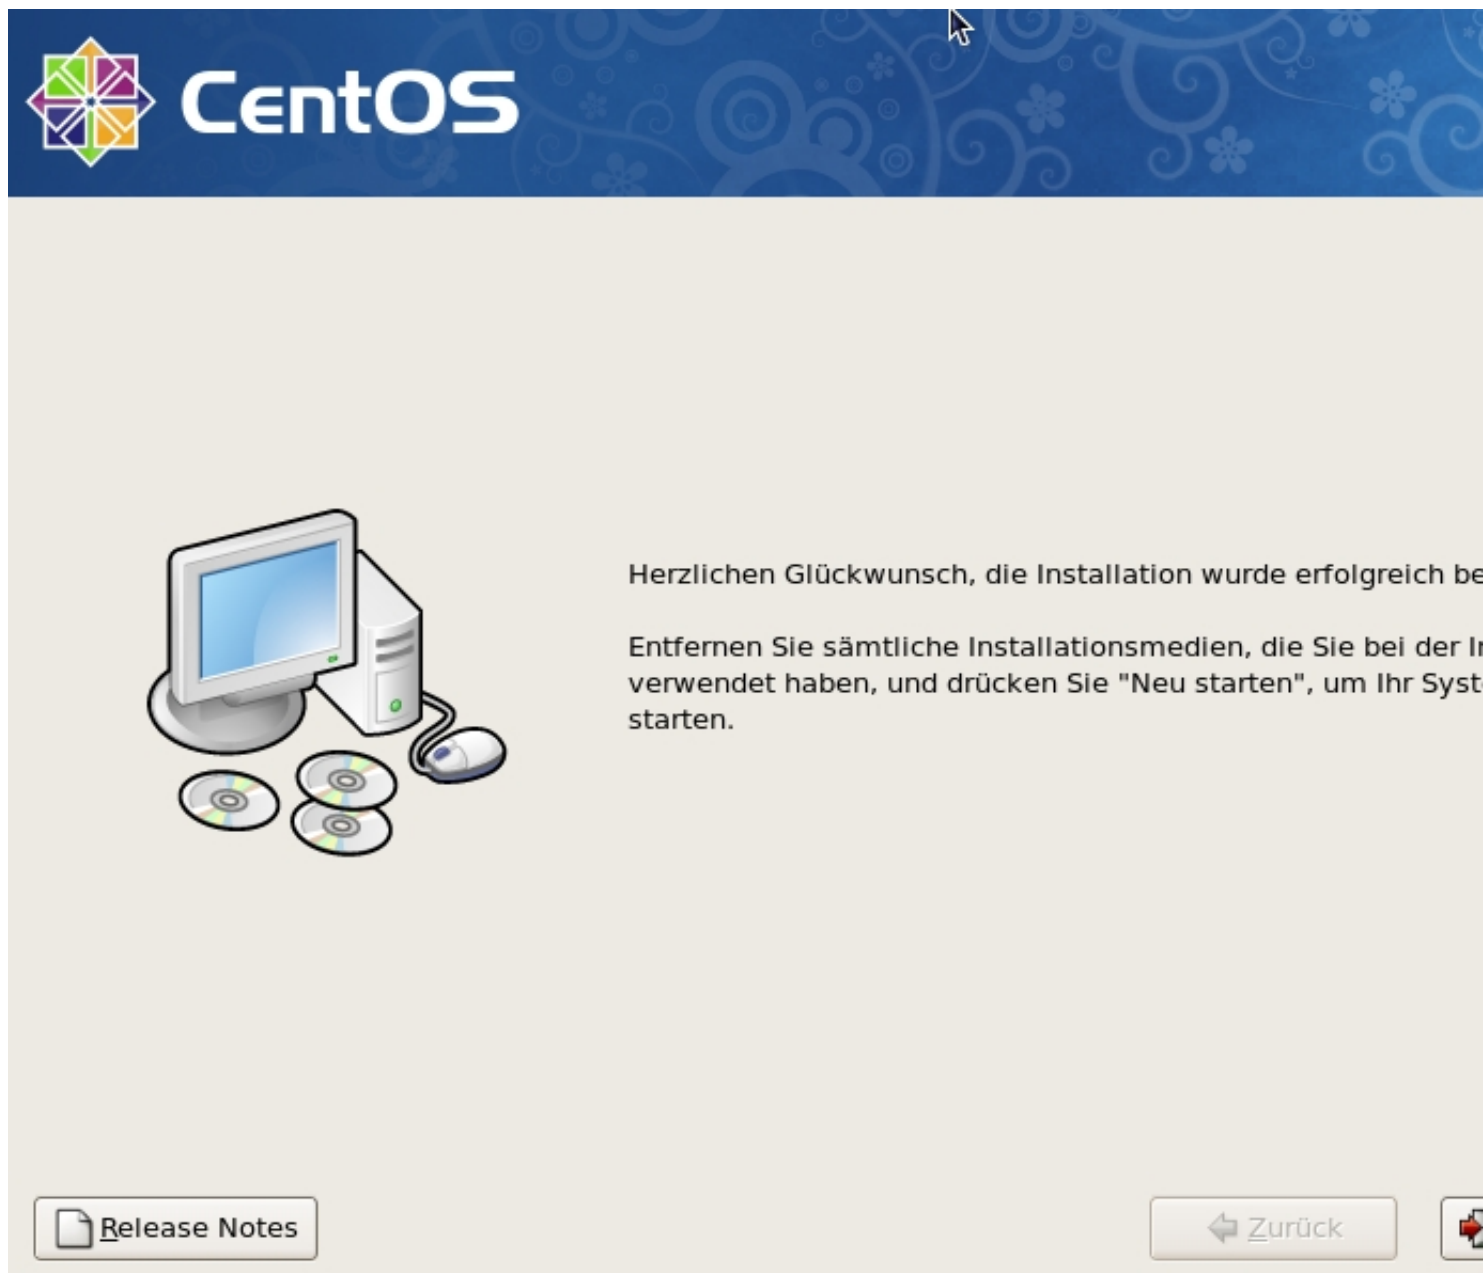 CentOS
Herzlichen Glückwunsch, die Installation wurde erfolgreich
Entfernen Sie sämtliche Installationsmedien, die Sie bei der
verwendet haben, und drücken Sie "Neu starten", um Ihr
starten.
Release Notes
Zurück